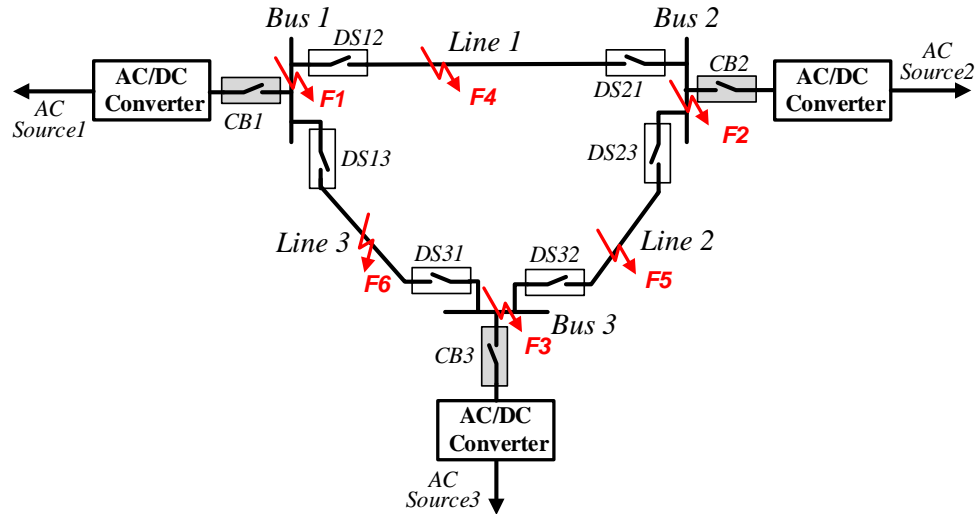 Bus 1
Bus 2
DS12
Line 1
DS21
CB2
AC
Source2
AC/DC
Converter
AC/DC
Converter
AC
Source1
CB1
F1
F4
F2
DS13
DS23
Line 3
DS31
DS32
Line 2
F6
F5
Bus 3
F3
CB3
AC/DC
Converter
AC
Source3